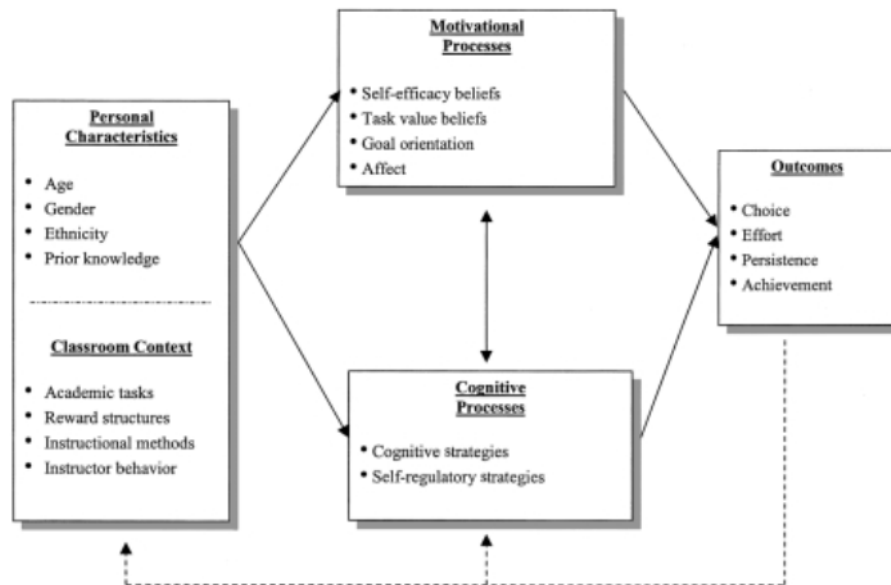 Personal
Characteristics
• Age
• Gender
• Ethnicity
• Prior knowledge
Classroom Context
• Academic tasks
• Reward structures
• Instructional methods
• Instructor behavior
Motivational
Processes
• Self-efficacy beliefs
• Task value beliefs
• Goal orientation
• Affect
Cognitive
Processes
• Cognitive strategies
• Self-regulatory strategies
Outcomes
• Choice
• Effort
• Persistence
• Achievement